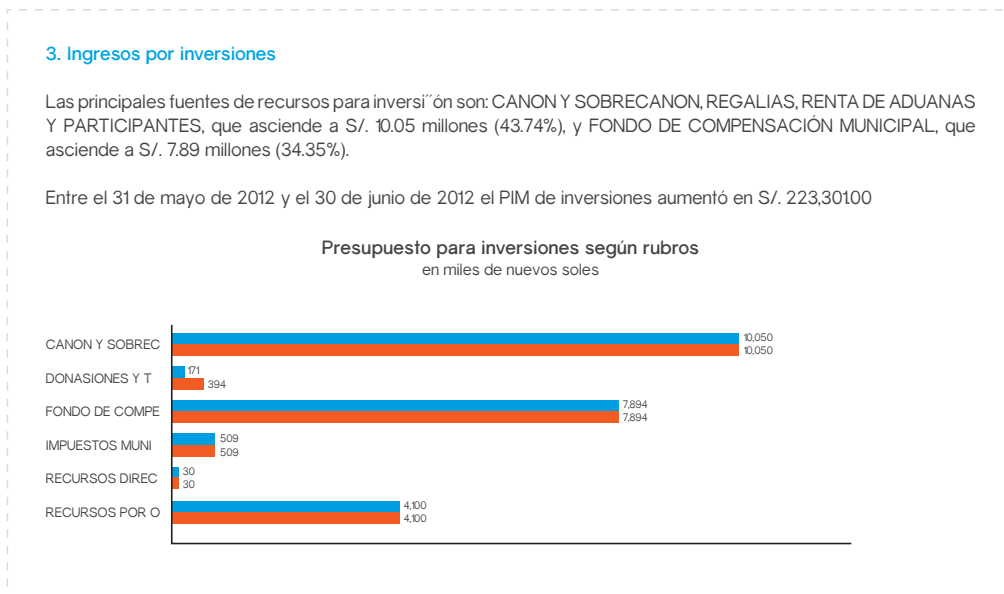 3. Ingresos por inversiones
Las principales fuentes de recursos para inversi¨ón son: CANON Y SOBRECANON, REGALIAS, RENTA DE ADUANAS
Y PARTICIPANTES, que asciende a S/. 10.05 millones (43.74%), y FONDO DE COMPENSACIÓN MUNICIPAL, que
asciende a S/. 7.89 millones (34.35%).
Entre el 31 de mayo de 2012 y el 30 de junio de 2012 el PIM de inversiones aumentó en S/. 223,301.00
Presupuesto para inversiones según rubros
en miles de nuevos soles
CANON Y SOBREC
10,050
10,050
DONASIONES Y T
171
394
FONDO DE COMPE
7,894
7,894
IMPUESTOS MUNI
509
509
RECURSOS DIREC
30
30
RECURSOS POR O
4,100
4,100